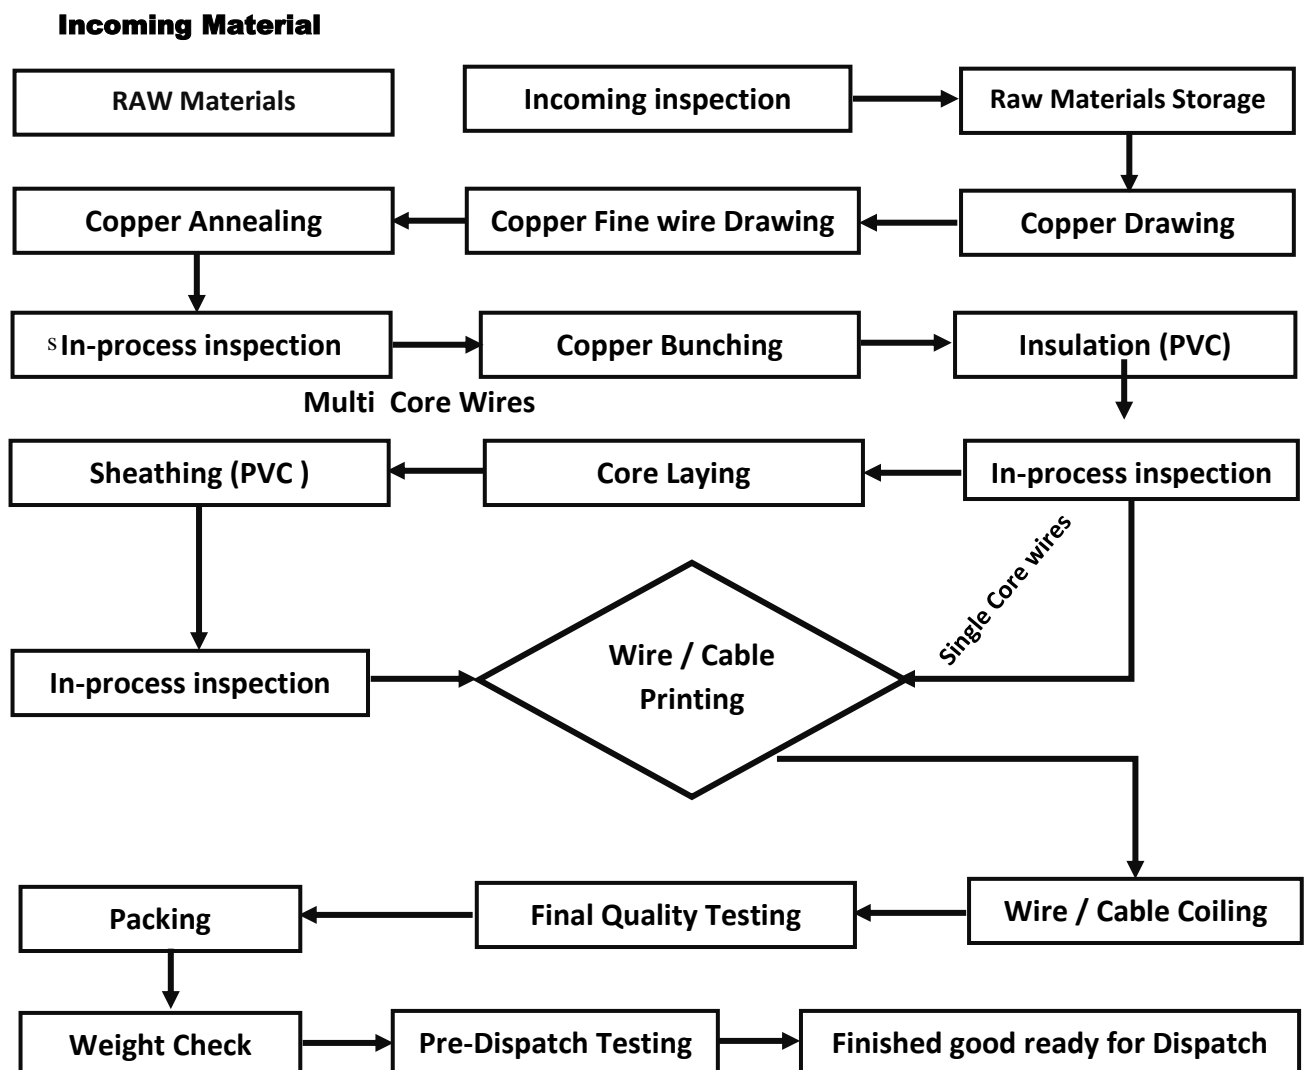 Incoming Material
RAW Materials
Incoming inspection
Raw Materials Storage
Copper Annealing
Copper Fine wire Drawing
Copper Drawing
s In-process inspection
Copper Bunching
Insulation (PVC)
Multi Core Wires
Sheathing (PVC )
Core Laying
In-process inspection
Single Core wires
Wire / Cable
Printing
In-process inspection
Packing
Final Quality Testing
Wire / Cable Coiling
Weight Check
Pre-Dispatch Testing
Finished good ready for Dispatch